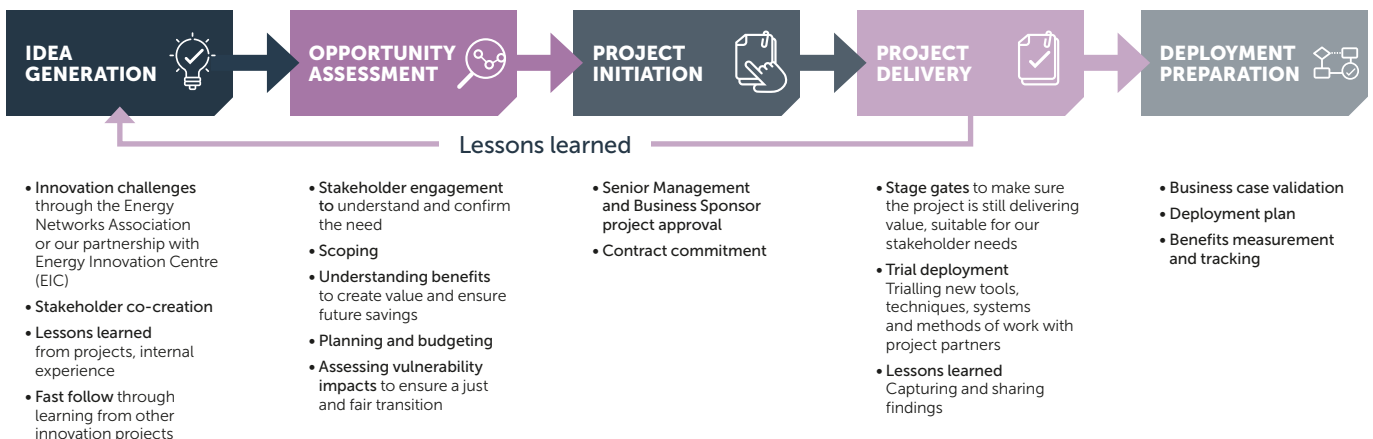 IDEA
GENERATION
OPPORTUNITY
ASSESSMENT
PROJECT
INITIATION
PROJECT
DELIVERY
DEPLOYMENT
PREPARATION
Lessons learned
• Innovation challenges
through the Energy
Networks Association
or our partnership with
Energy Innovation Centre
(EIC)
• Stakeholder co-creation
• Lessons learned
from projects, internal
experience
• Fast follow through
learning from other
innovation projects
• Stakeholder engagement
to understand and confirm
the need
• Scoping
• Understanding benefits
to create value and ensure
future savings
• Planning and budgeting
• Assessing vulnerability
impacts to ensure a just
and fair transition
• Senior Management
and Business Sponsor
project approval
• Contract commitment
• Stage gates to make sure
the project is still delivering
value, suitable for our
stakeholder needs
• Trial deployment
Trialling new tools,
techniques, systems
and methods of work with
project partners
• Lessons learned
Capturing and sharing
findings
• Business case validation
• Deployment plan
• Benefits measurement
and tracking